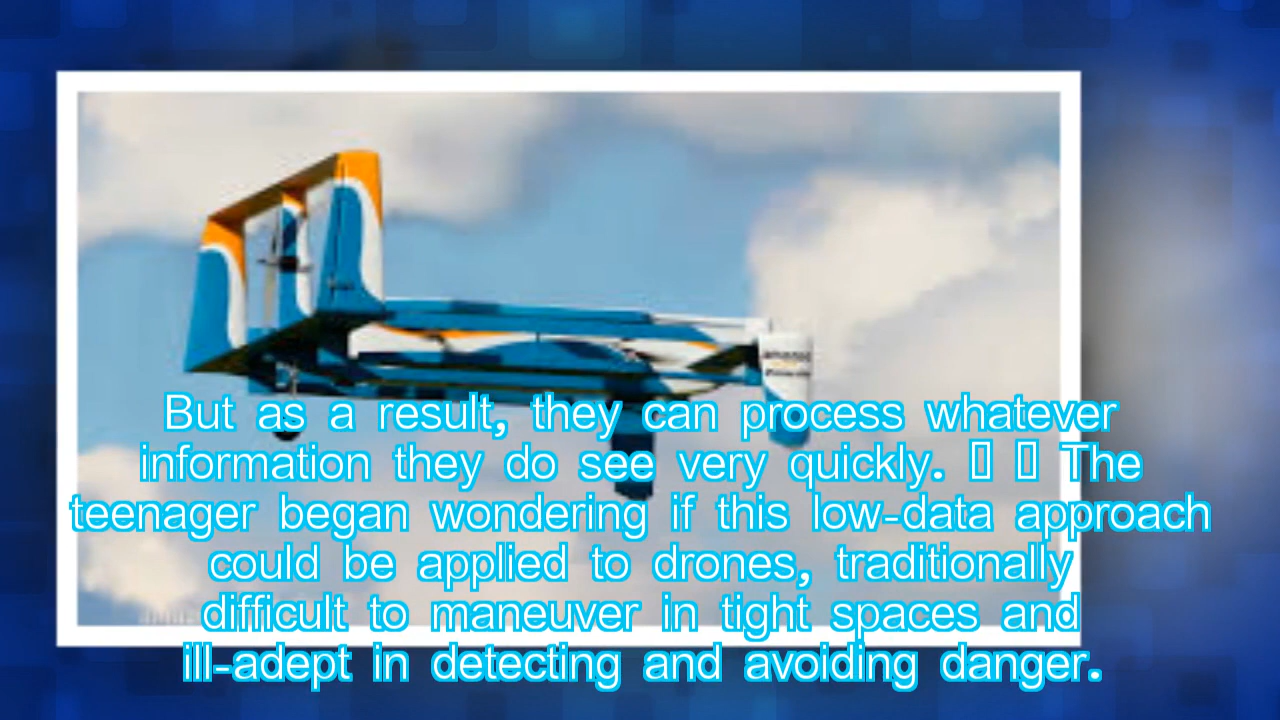 amazon
But as a result, they can process whatever
information they do see very quickly. ▯ ▯ The
teenager began wondering if this low-data approach
could be applied to drones, traditionally
difficult to maneuver in tight spaces and
ill-adept in detecting and avoiding danger.